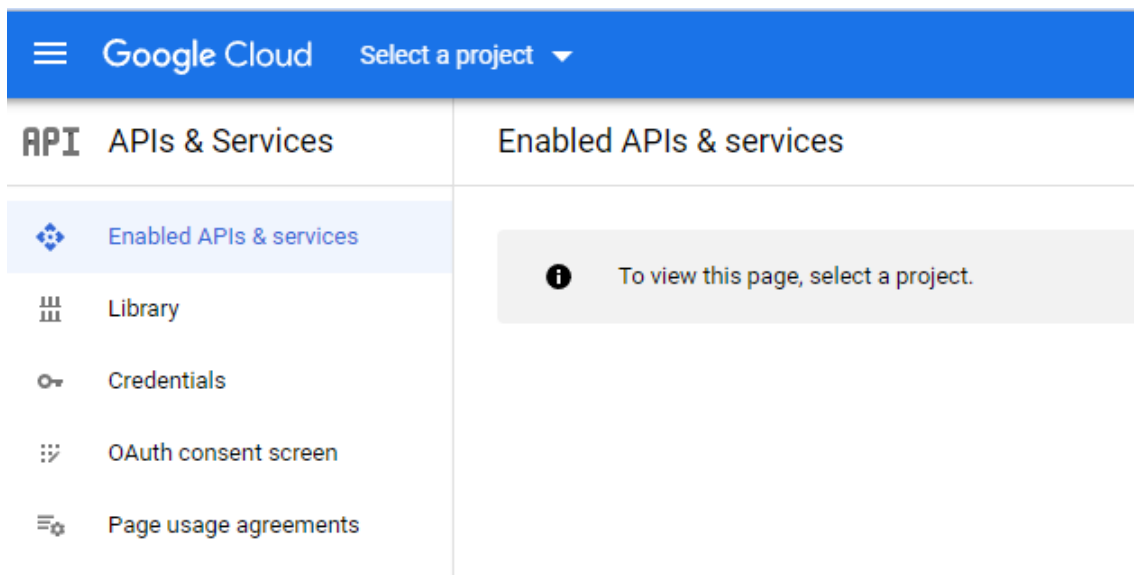 Google Cloud Select a project
API APIs & Services
Enabled APIs & services
Enabled APIs & services
To view this page, select a project.
Library
Credentials
OAuth consent screen
Page usage agreements